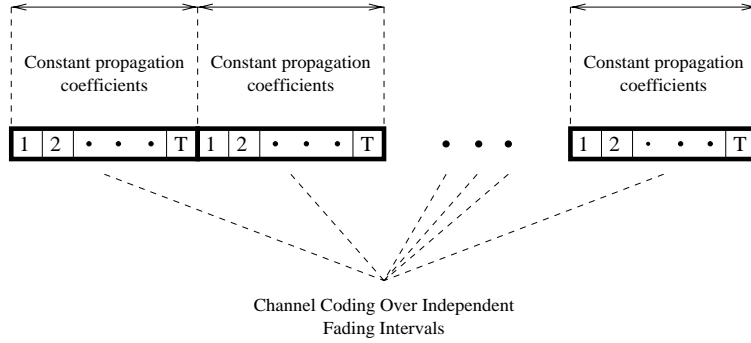 Constant propagation
coefficients
Constant propagation
coefficients
Constant propagation
coefficients
1 2 • • • T 1 2 • • • T • • • 1 2 • • • T
Channel Coding Over Independent
Fading Intervals